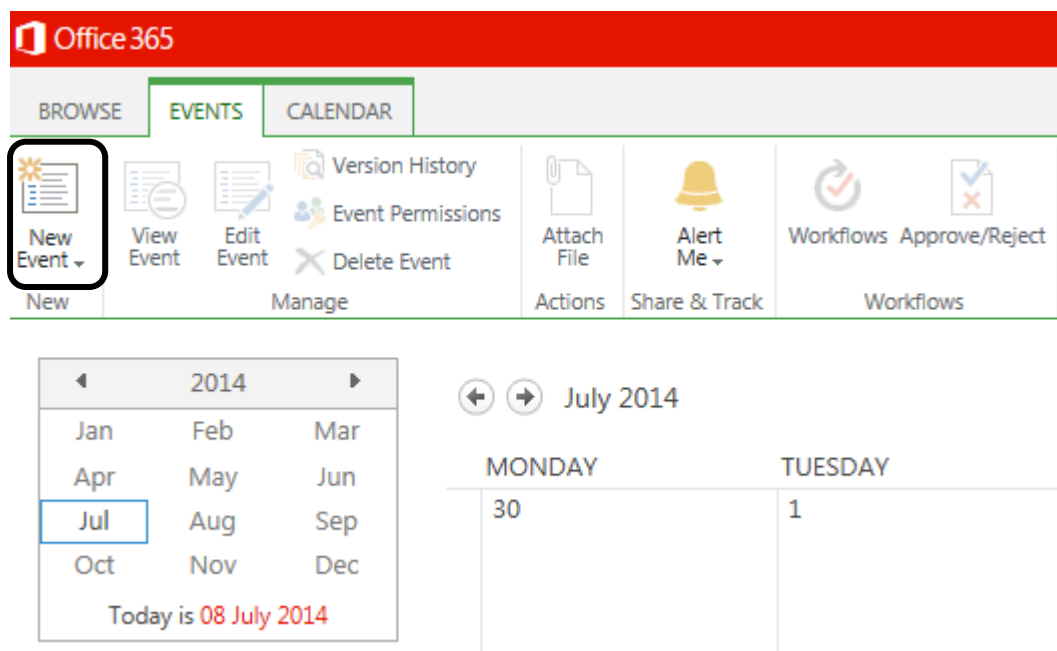 Office 365
BROWSE EVENTS CALENDAR
New Event
View Event
Edit Event
Version History
Event Permissions
Delete Event
Attach File
Alert Me
Workflows
Approve/Reject
New
Manage
Actions
Share & Track
Workflows
2014
Jan Feb Mar
Apr May Jun
Jul Aug Sep
Oct Nov Dec
Today is 08 July 2014
July 2014
MONDAY TUESDAY
30 1